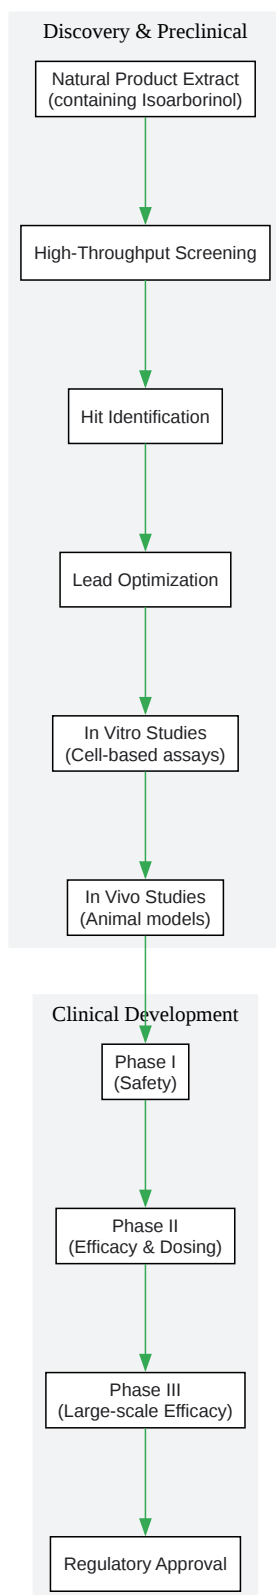 Discovery & Preclinical
Natural Product Extract
(containing Isoarborinol)
High-Throughput Screening
Hit Identification
Lead Optimization
In Vitro Studies
(Cell-based assays)
In Vivo Studies
(Animal models)
Clinical Development
Phase I
(Safety)
Phase II
(Efficacy & Dosing)
Phase III
(Large-scale Efficacy)
Regulatory Approval